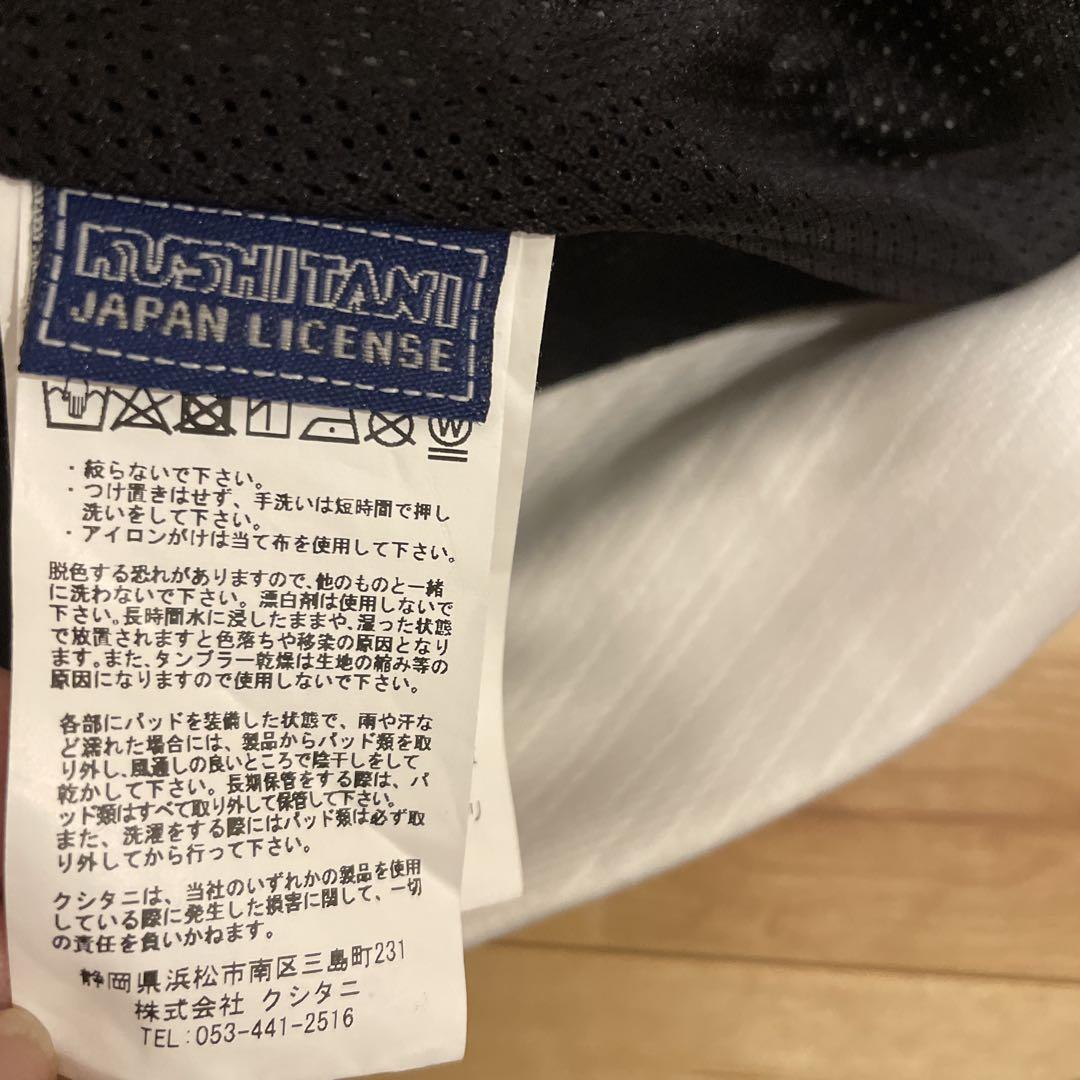 KUSHITANI
JAPAN LICENSE
W
・絞らないで下さい。
・つけ置きはせず、手洗いは短時間で押し
洗いをして下さい。
・アイロンがけは当て布を使用して下さい。
脱色する恐れがありますので、他のものと一緒
に洗わないで下さい。漂白剤は使用しないで
下さい。長時間水に浸したままや、湿った状態
で放置されますと色落ちや移染の原因となり
ます。また、タンブラー乾燥は生地の縮み等の
原因になりますので使用しないで下さい。
各部にパッドを装備した状態で、雨や汗な
ど濡れた場合には、製品からパッド類を取
り外し、風通しの良いところで陰干しをして
乾かして下さい。長期保管をする際は、パ
ッド類はすべて取り外して保管して下さい。
また、洗濯をする際にはパッド類は必ず取
り外してから行って下さい。
クシタニは、当社のいずれかの製品を使用
している際に発生した損害に関して、一切
の責任を負いかねます。
静岡県浜松市南区三島町231
株式会社 クシタニ
TEL:053-441-2516